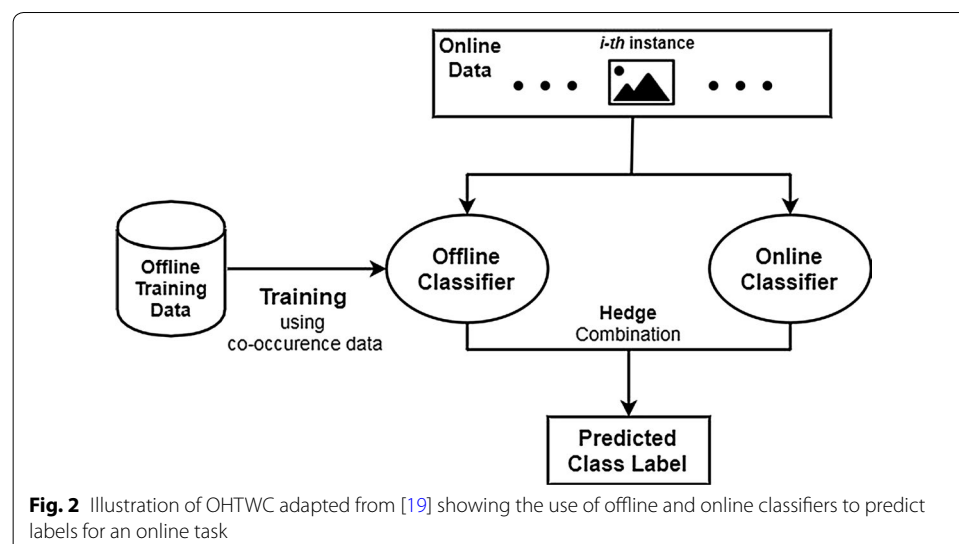 Online
Data
i-th instance
Offline
Training
Data
Training
using
co-occurence data
Offline
Classifier
Online
Classifier
Hedge
Combination
Predicted
Class Label
Fig. 2 Illustration of OHTWC adapted from [19] showing the use of offline and online classifiers to predict
labels for an online task